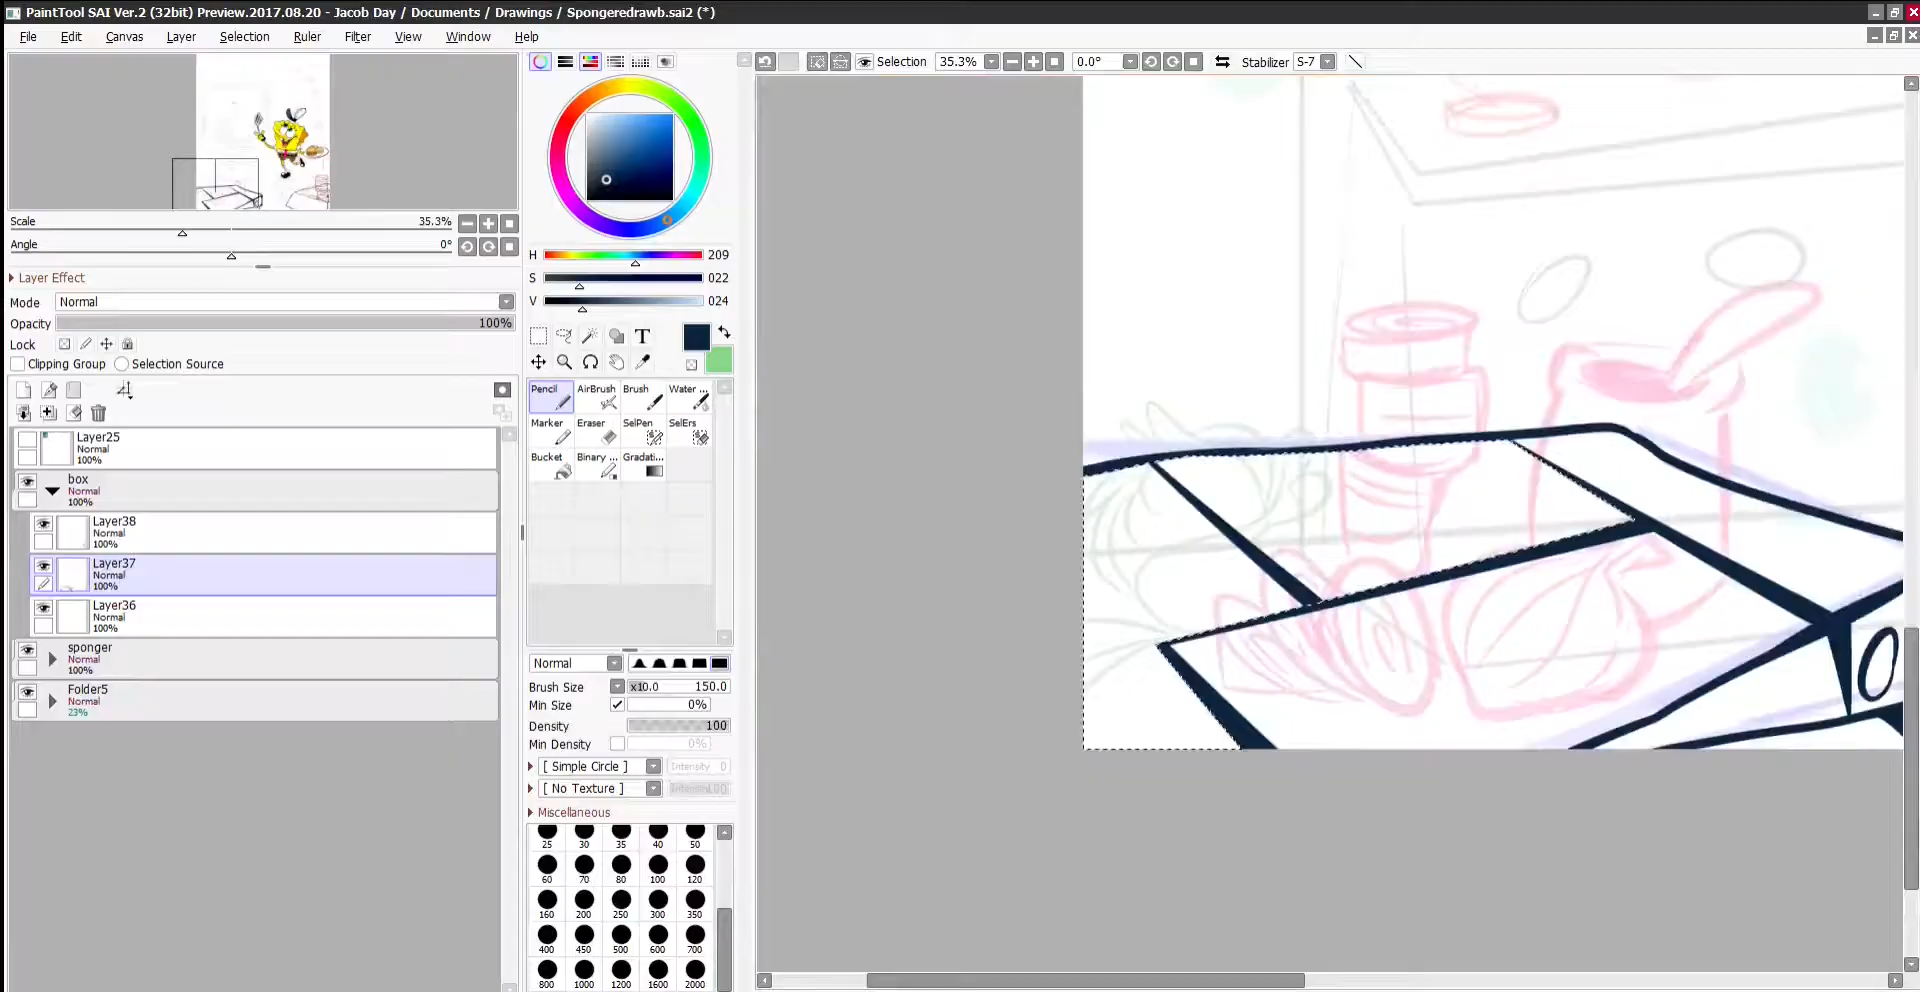 PaintTool SAI Ver.2 (32bit) Preview.2017.08.20 - Jacob Day / Documents / Drawings / Spongeredrawb.sai2 (*)
File Edit Canvas Layer Selection Ruler Filter View Window Help
Selection 35.3% 0.0° Stabilizer S-7
Scale 35.3%
Angle 0°
Layer Effect
Mode Normal
Opacity 100%
Lock
Clipping Group Selection Source
Layer25
Normal
100%
box
Normal
100%
Layer38
Normal
100%
Layer37
Normal
100%
Layer36
Normal
100%
sponger
Normal
100%
Folder5
Normal
23%
H 209
S 022
V 024
T
Pencil AirBrush Brush Water ...
Marker Eraser SelPen SelErs
Bucket Binary ... Gradati...
Normal
Brush Size x10.0 150.0
Min Size 0%
Density 100
Min Density 0%
[ Simple Circle ] Intensity 0
[ No Texture ] Intensity 100
Miscellaneous
25 30 35 40 50
60 70 80 100 120
160 200 250 300 350
400 450 500 600 700
800 1000 1200 1600 2000